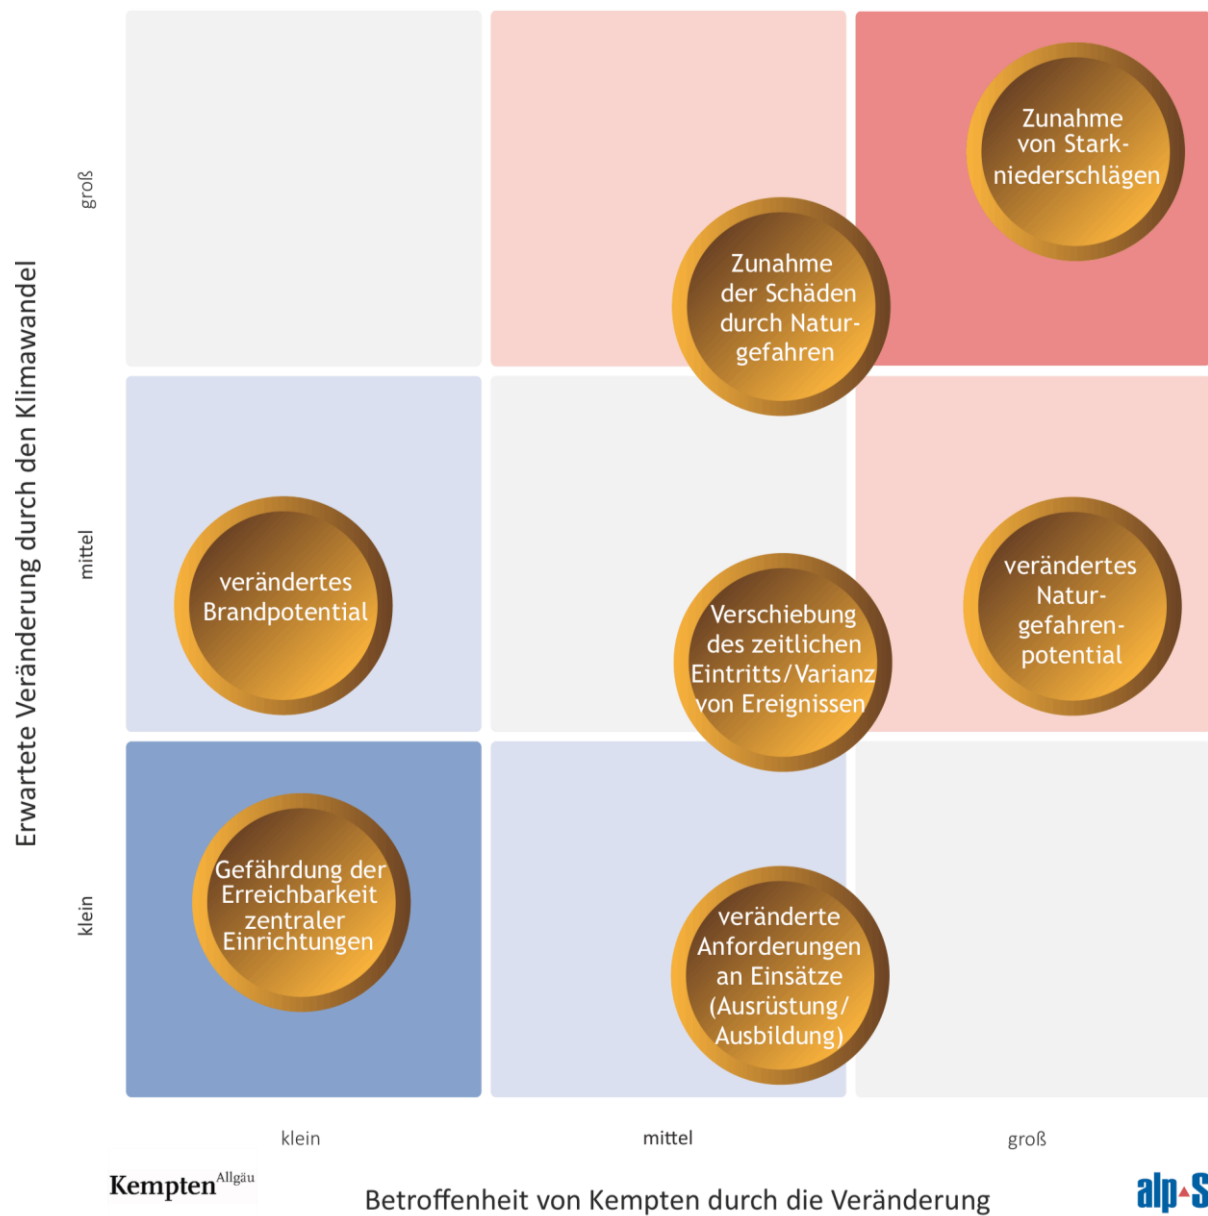 Erwartete Veränderung durch den Klimawandel
groß
mittel
klein
Zunahme
von Stark-
niederschlägen
Zunahme
der Schäden
durch Natur-
gefahren
verändertes
Brandpotential
Verschiebung
des zeitlichen
Eintritts/Varianz
von Ereignissen
verändertes
Natur-
gefahren-
potential
Gefährdung der
Erreichbarkeit
zentraler
Einrichtungen
veränderte
Anforderungen
an Einsätze
(Ausrüstung/
Ausbildung)
klein
mittel
groß
Kempten Allgäu
Betroffenheit von Kempten durch die Veränderung
alpS